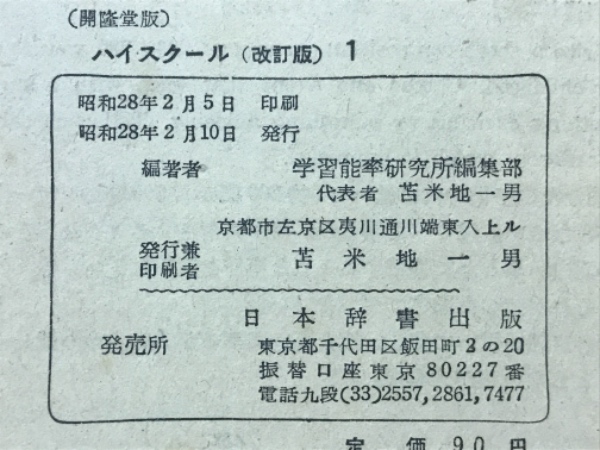 (開隆堂版)
ハイスクール(改訂版) 1
昭和28年2月5日 印刷
昭和28年2月10日 発行
編著者 学習能率研究所編集部
代表者 苫米地一男
京都市左京区夷川通川端東入上ル
発行兼印刷者 苫米地一男
日本辞書出版
発売所 東京都千代田区飯田町2の20
振替口座東京80227番
電話九段(33)2557,2861,7477
定価90円